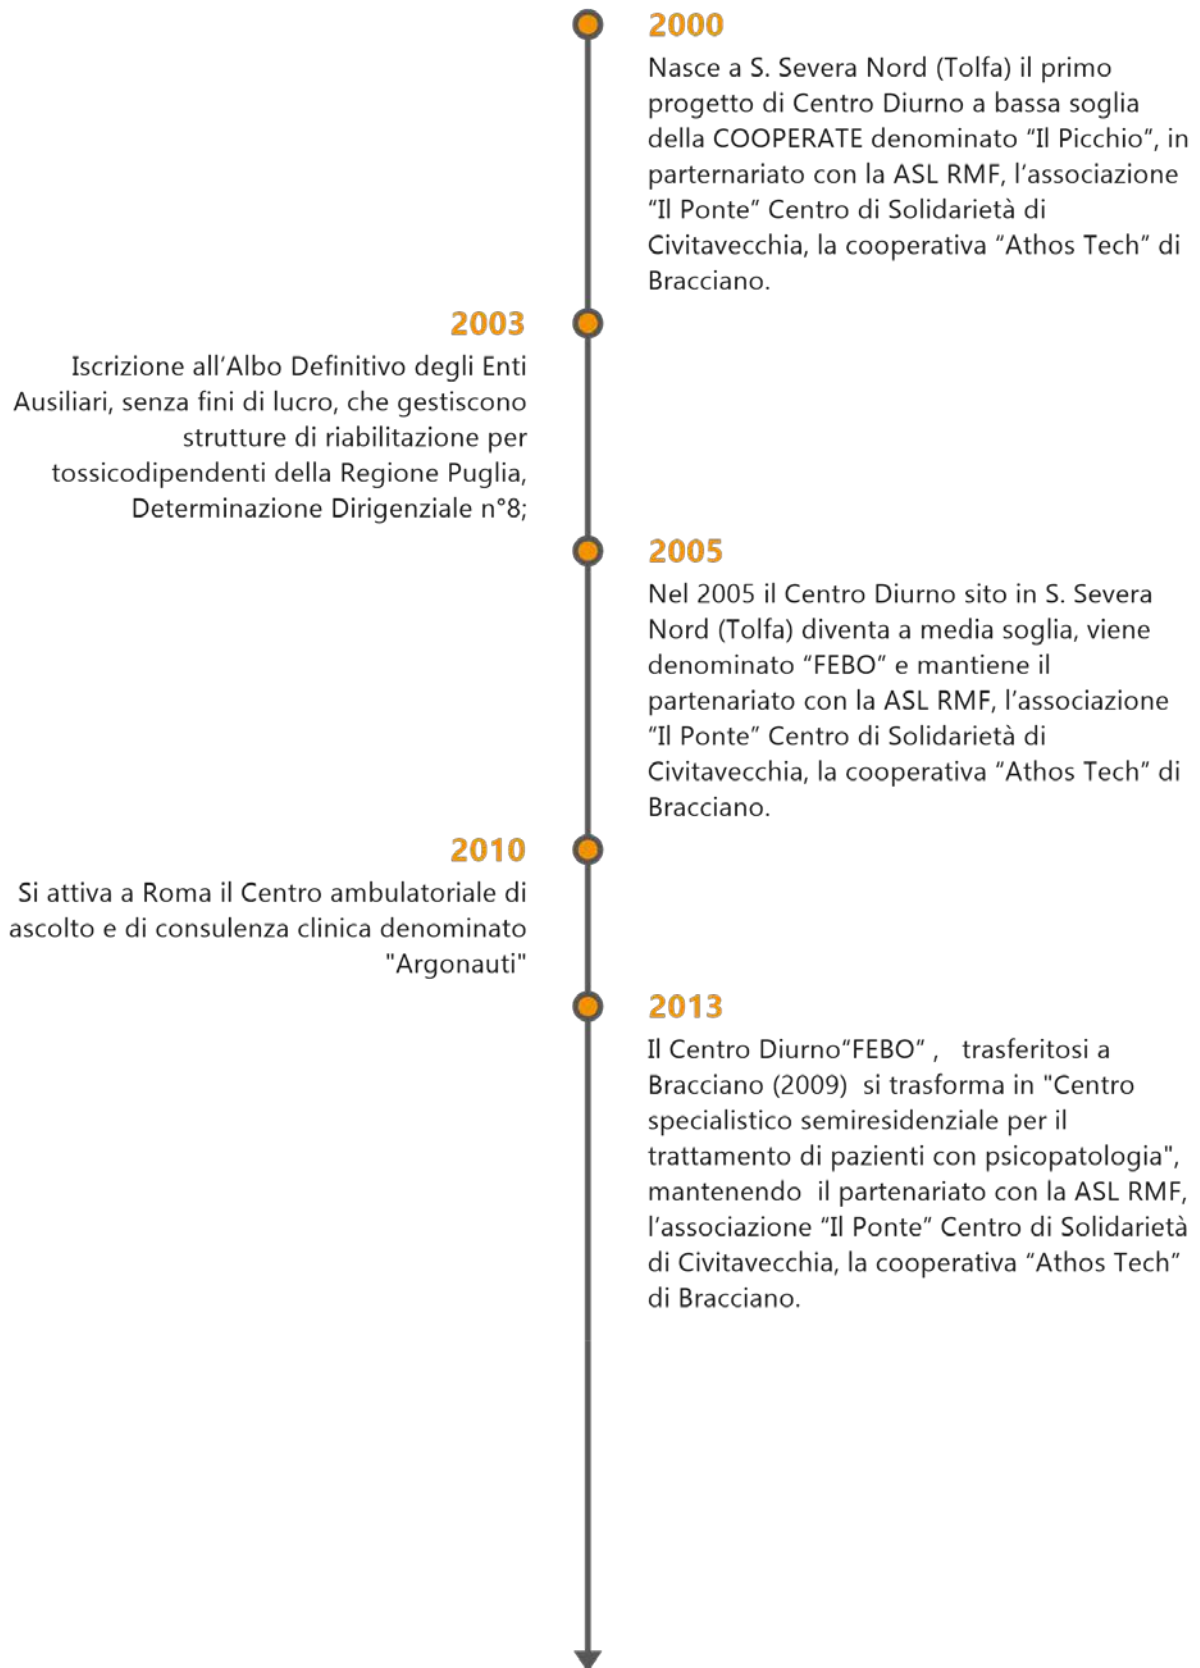 2000
Nasce a S. Severa Nord (Tolfa) il primo
progetto di Centro Diurno a bassa soglia
della COOPERATE denominato “Il Picchio”, in
parternariato con la ASL RMF, l’associazione
“Il Ponte” Centro di Solidarietà di
Civitavecchia, la cooperativa “Athos Tech” di
Bracciano.
2003
Iscrizione all’Albo Definitivo degli Enti
Ausiliari, senza fini di lucro, che gestiscono
strutture di riabilitazione per
tossicodipendenti della Regione Puglia,
Determinazione Dirigenziale n°8;
2005
Nel 2005 il Centro Diurno sito in S. Severa
Nord (Tolfa) diventa a media soglia, viene
denominato “FEBO” e mantiene il
partenariato con la ASL RMF, l’associazione
“Il Ponte” Centro di Solidarietà di
Civitavecchia, la cooperativa “Athos Tech” di
Bracciano.
2010
Si attiva a Roma il Centro ambulatoriale di
ascolto e di consulenza clinica denominato
"Argonauti"
2013
Il Centro Diurno“FEBO” ,   trasferitosi a
Bracciano (2009)  si trasforma in "Centro
specialistico semiresidenziale per il
trattamento di pazienti con psicopatologia",
mantenendo  il partenariato con la ASL RMF,
l’associazione “Il Ponte” Centro di Solidarietà
di Civitavecchia, la cooperativa “Athos Tech”
di Bracciano.